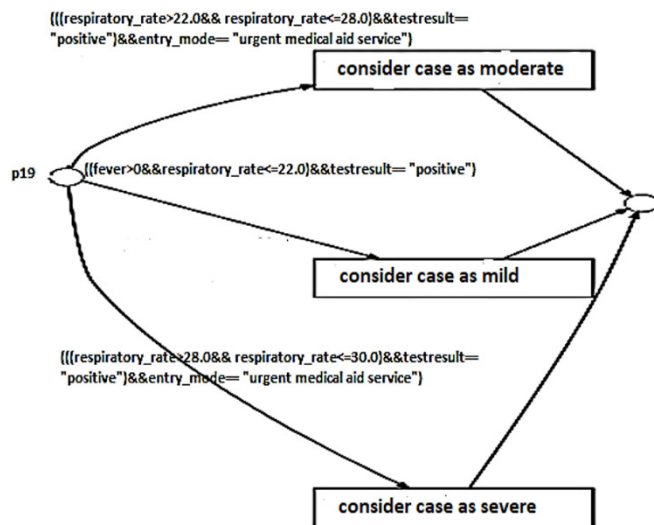 (((respiratory_rate>22.0&& respiratory_rate<=28.0)&&testresult==
"positive")&&entry_mode== "urgent medical aid service")
consider case as moderate
p19
((fever>0&&respiratory_rate<=22.0)&&testresult== "positive")
consider case as mild
(((respiratory_rate>28.0&& respiratory_rate<=30.0)&&testresult==
"positive")&&entry_mode== "urgent medical aid service")
consider case as severe